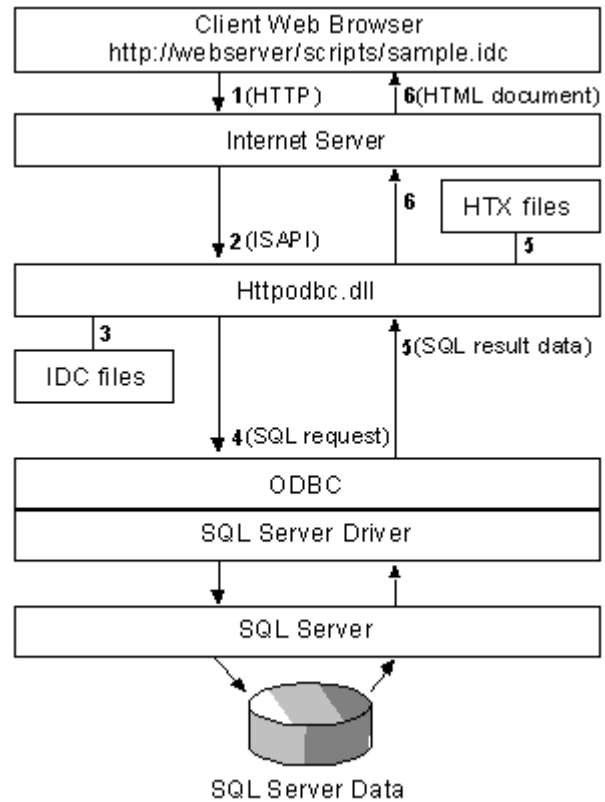 Client Web Browser
http://webserver/scripts/sample.idc
1(HTTP)
6(HTML document)
Internet Server
6
HTX files
2(ISAPI)
5
Httpodbc.dll
3
5(SQL result data)
IDC files
4(SQL request)
ODBC
SQL Server Driver
SQL Server
SQL Server Data